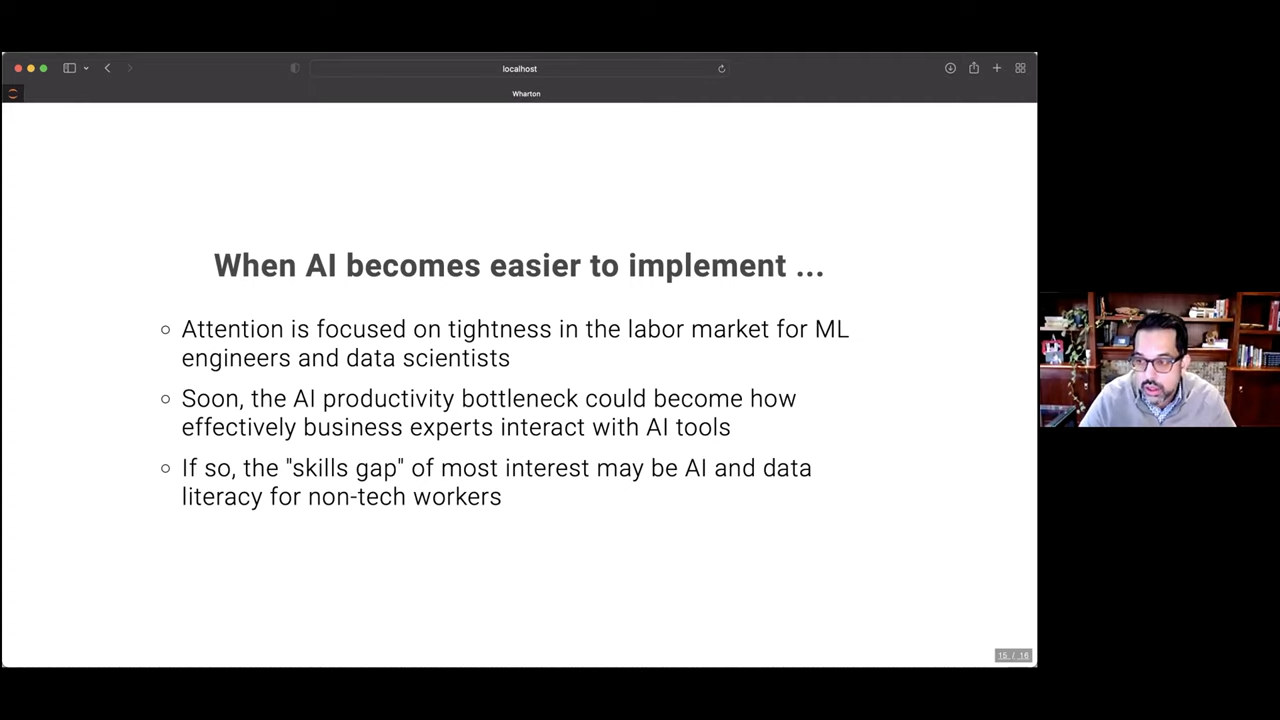 localhost
Wharton
When AI becomes easier to implement ...
Attention is focused on tightness in the labor market for ML
engineers and data scientists
Soon, the AI productivity bottleneck could become how
effectively business experts interact with AI tools
If so, the "skills gap" of most interest may be AI and data
literacy for non-tech workers
15 / 16